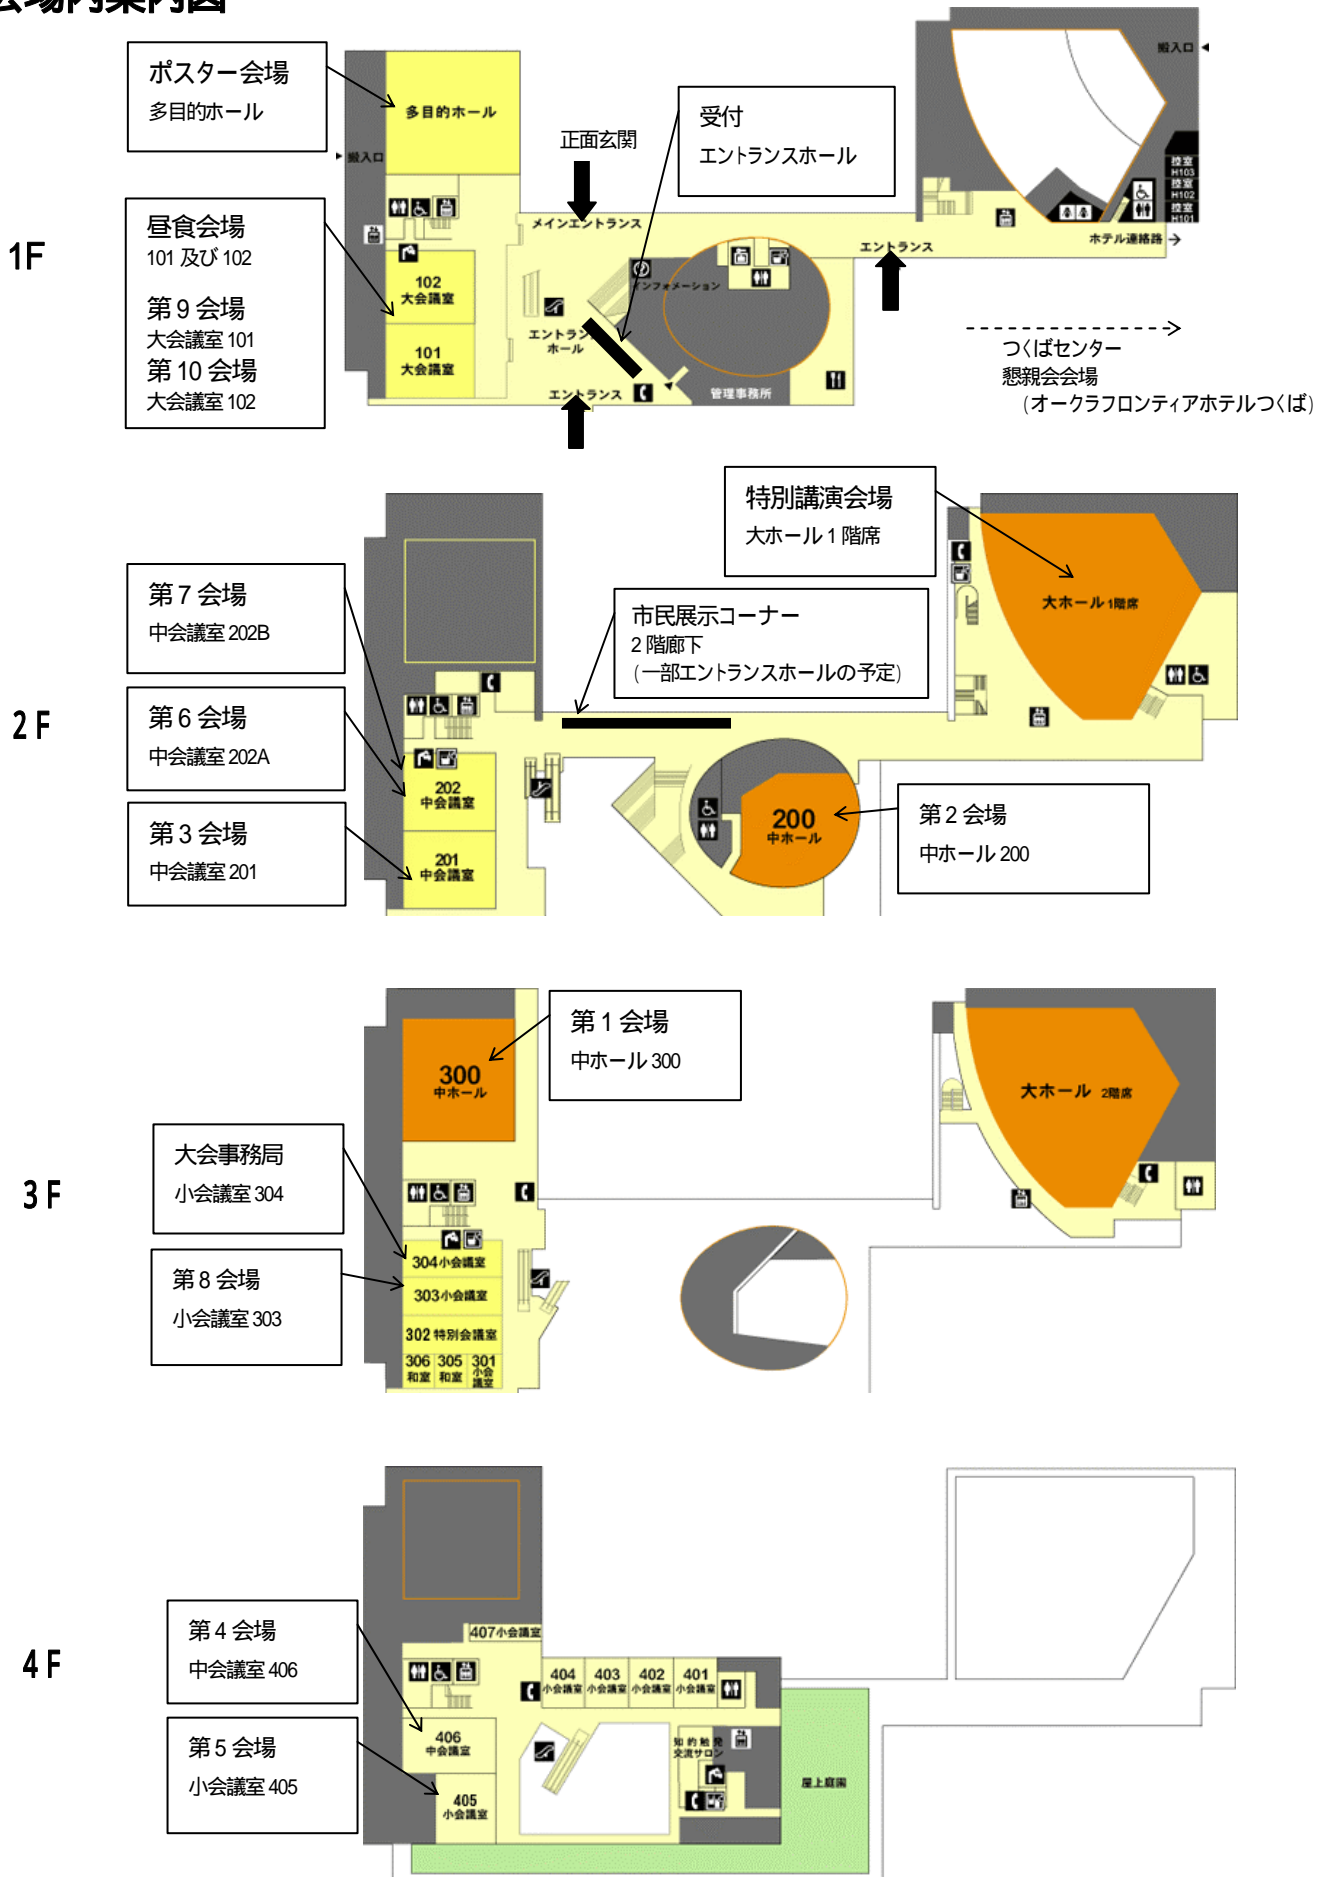 会場内案内図
1F
ポスター会場
多目的ホール
多目的ホール
搬入口
昼食会場
101 及び 102
第 9 会場
大会議室 101
第 10 会場
大会議室 102
102
大会議室
101
大会議室
正面玄関
メインエントランス
受付
エントランスホール
インフォメーション
エントランス
ホール
エントランス
管理事務所
エントランス
搬入口
控室
H103
控室
H102
控室
H101
ホテル連絡路
つくばセンター
懇親会会場
(オークラフロンティアホテルつくば)
2 F
特別講演会場
大ホール 1 階席
大ホール 1階席
第 7 会場
中会議室 202B
市民展示コーナー
2 階廊下
(一部エントランスホールの予定)
第 6 会場
中会議室 202A
第 3 会場
中会議室 201
202
中会議室
201
中会議室
200
中ホール
第 2 会場
中ホール 200
3 F
300
中ホール
第 1 会場
中ホール 300
大ホール 2階席
大会事務局
小会議室 304
第 8 会場
小会議室 303
304小会議室
303小会議室
302 特別会議室
306
和室
305
和室
301
小会
議室
4 F
第 4 会場
中会議室 406
第 5 会場
小会議室 405
407小会議室
404
小会議室
403
小会議室
402
小会議室
401
小会議室
406
中会議室
405
小会議室
知的触発
交流サロン
屋上庭園